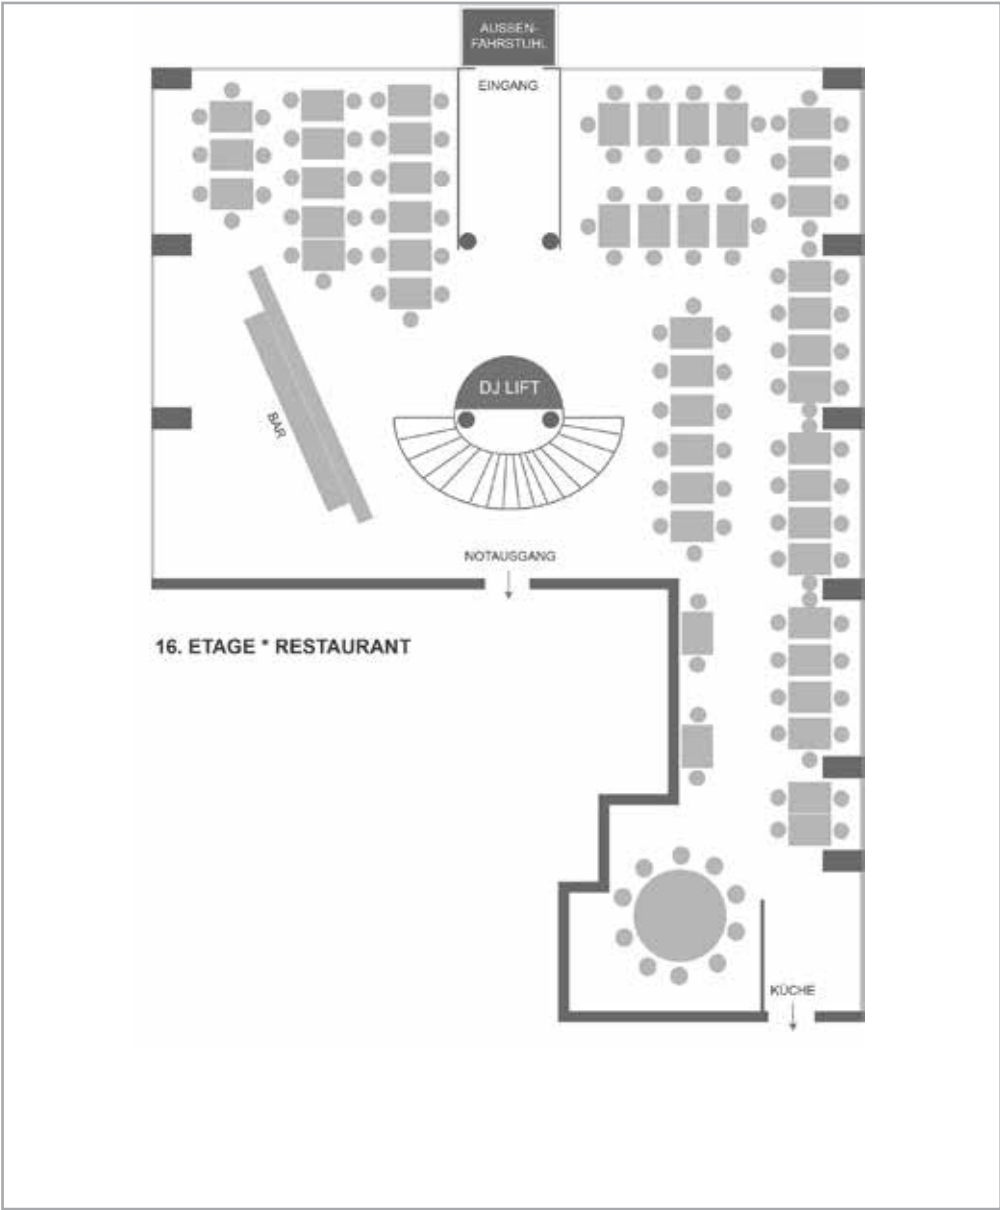 AUSSEN-
FAHRSTUHL
EINGANG
DJ LIFT
BAR
NOTAUSGANG
16. ETAGE * RESTAURANT
KÜCHE